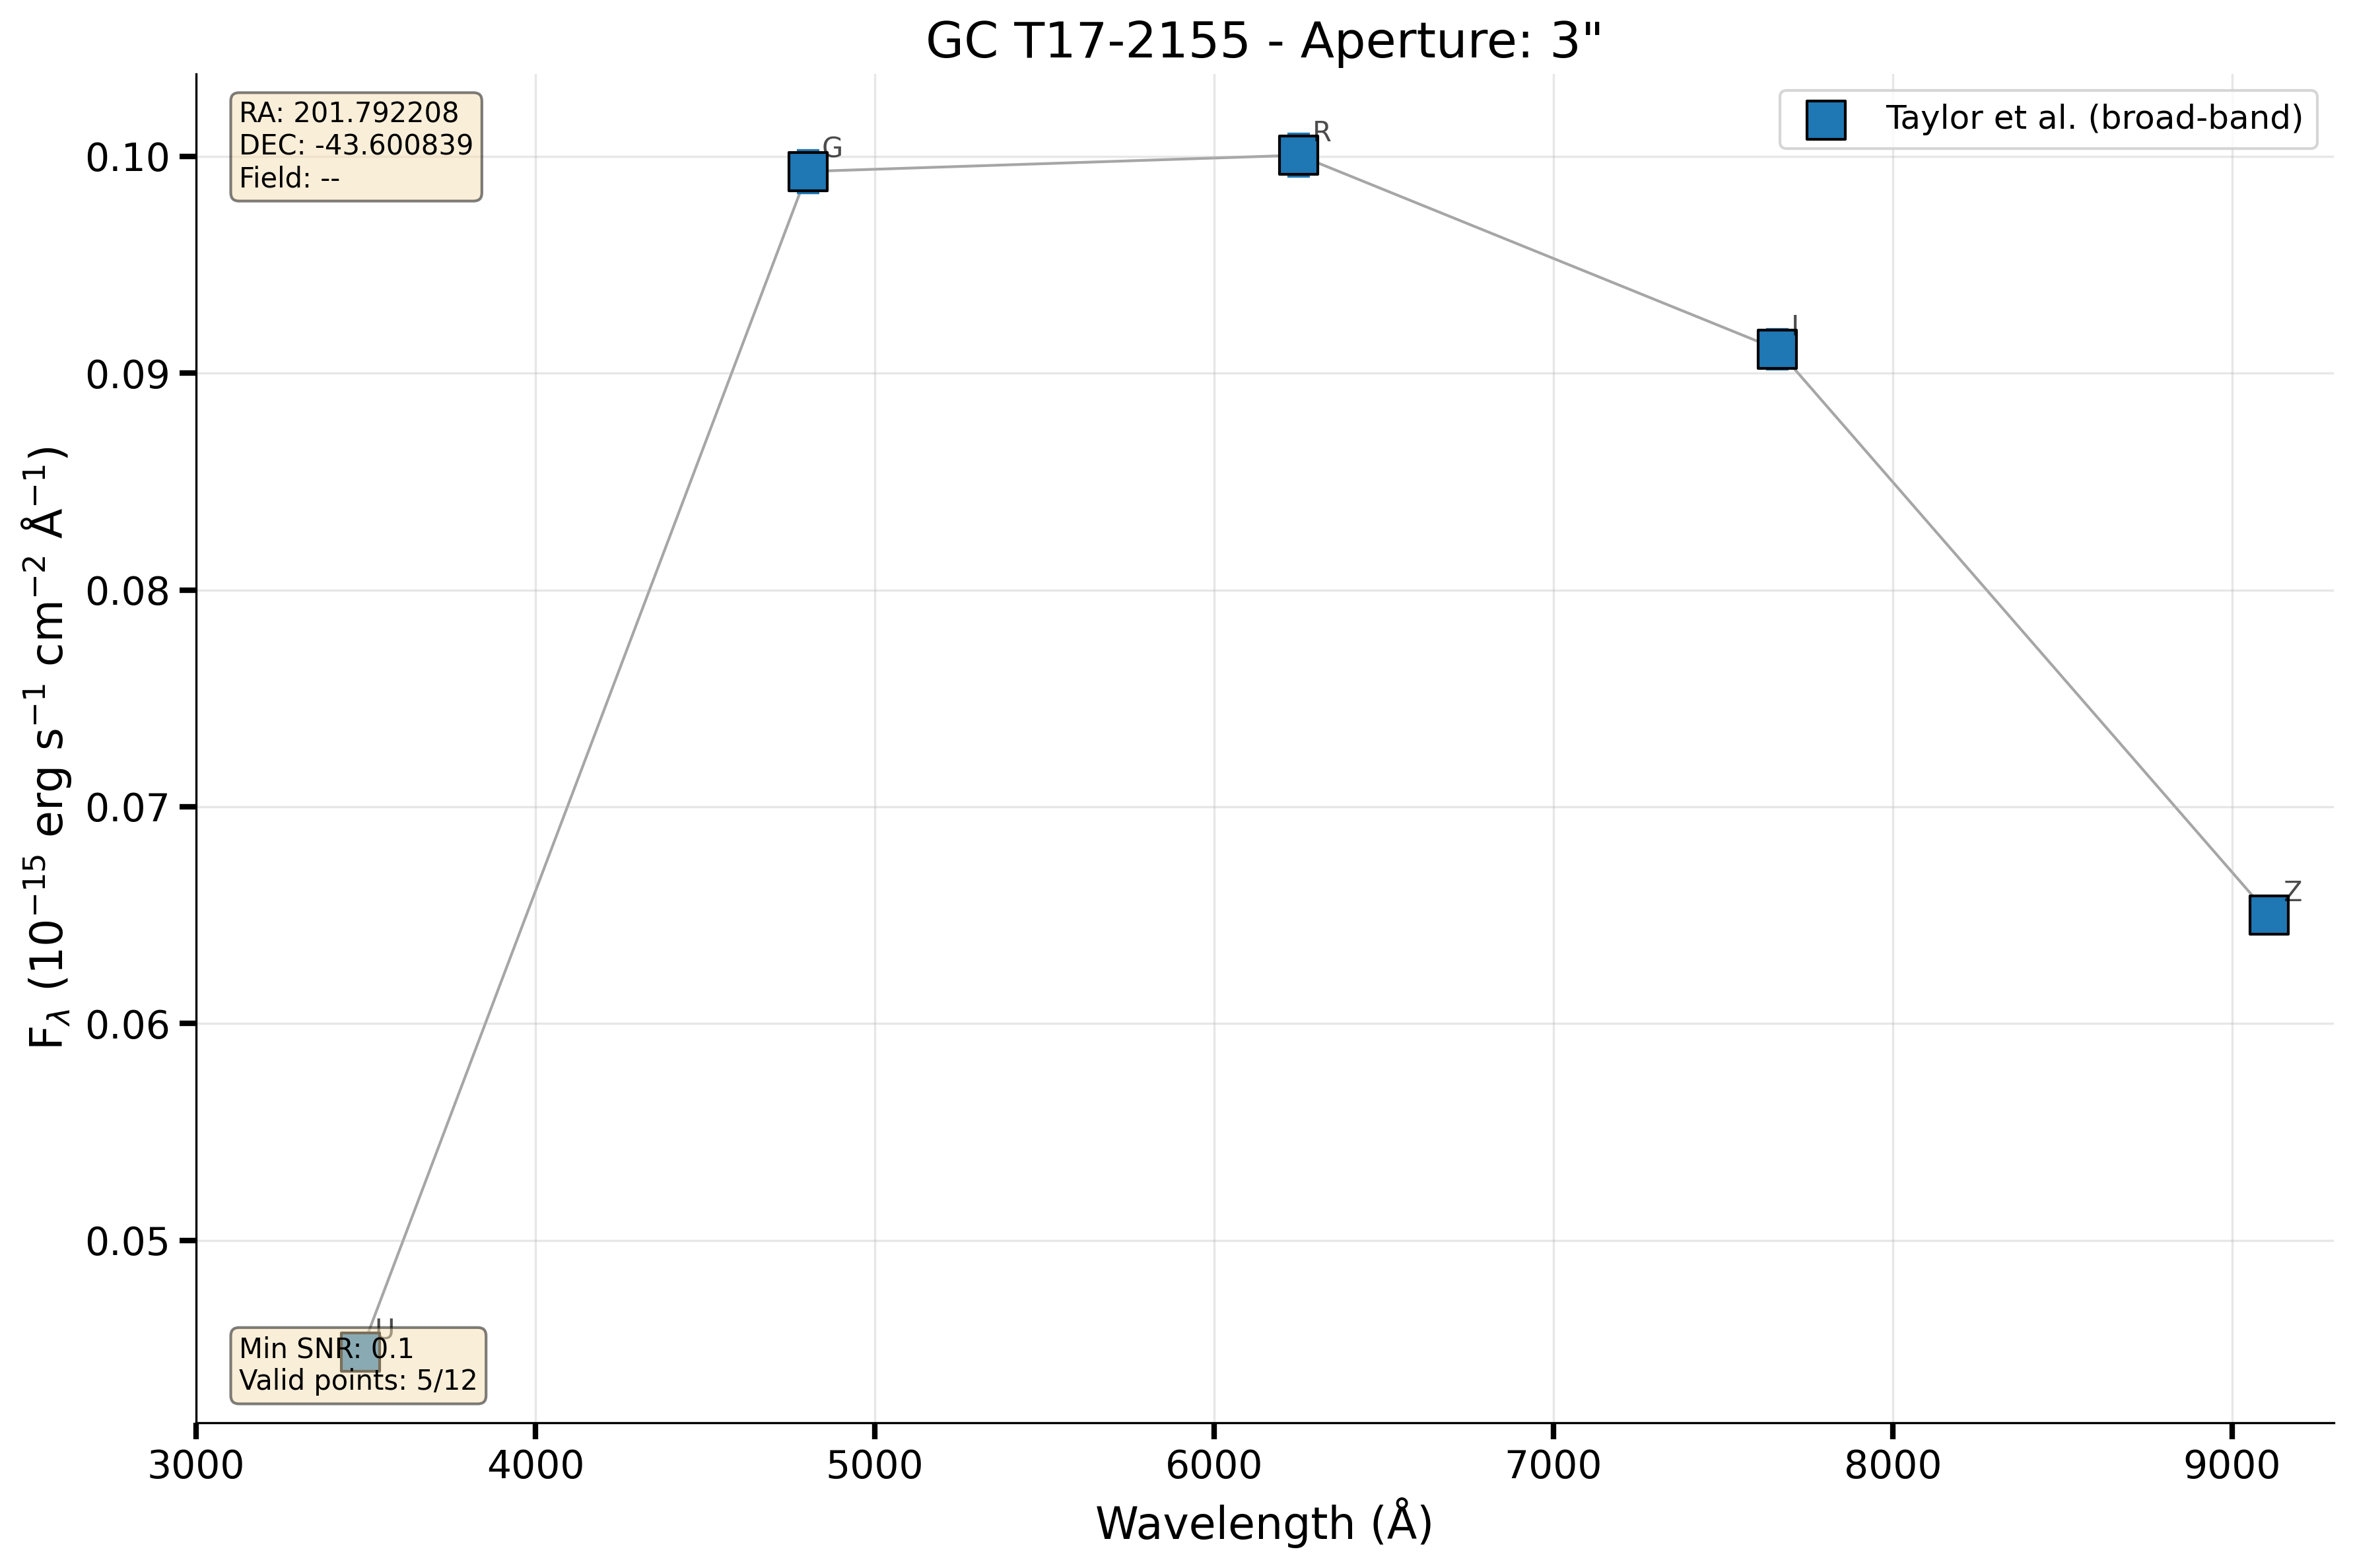 GC T17-2155 - Aperture: 3"
RA: 201.792208
DEC: -43.600839
Field: --
Taylor et al. (broad-band)
G
R
I
Z
U
Min SNR: 0.1
Valid points: 5/12
0.10
0.09
0.08
0.07
0.06
0.05
F_λ (10⁻¹⁵ erg s⁻¹ cm⁻² Å⁻¹)
3000 4000 5000 6000 7000 8000 9000
Wavelength (Å)